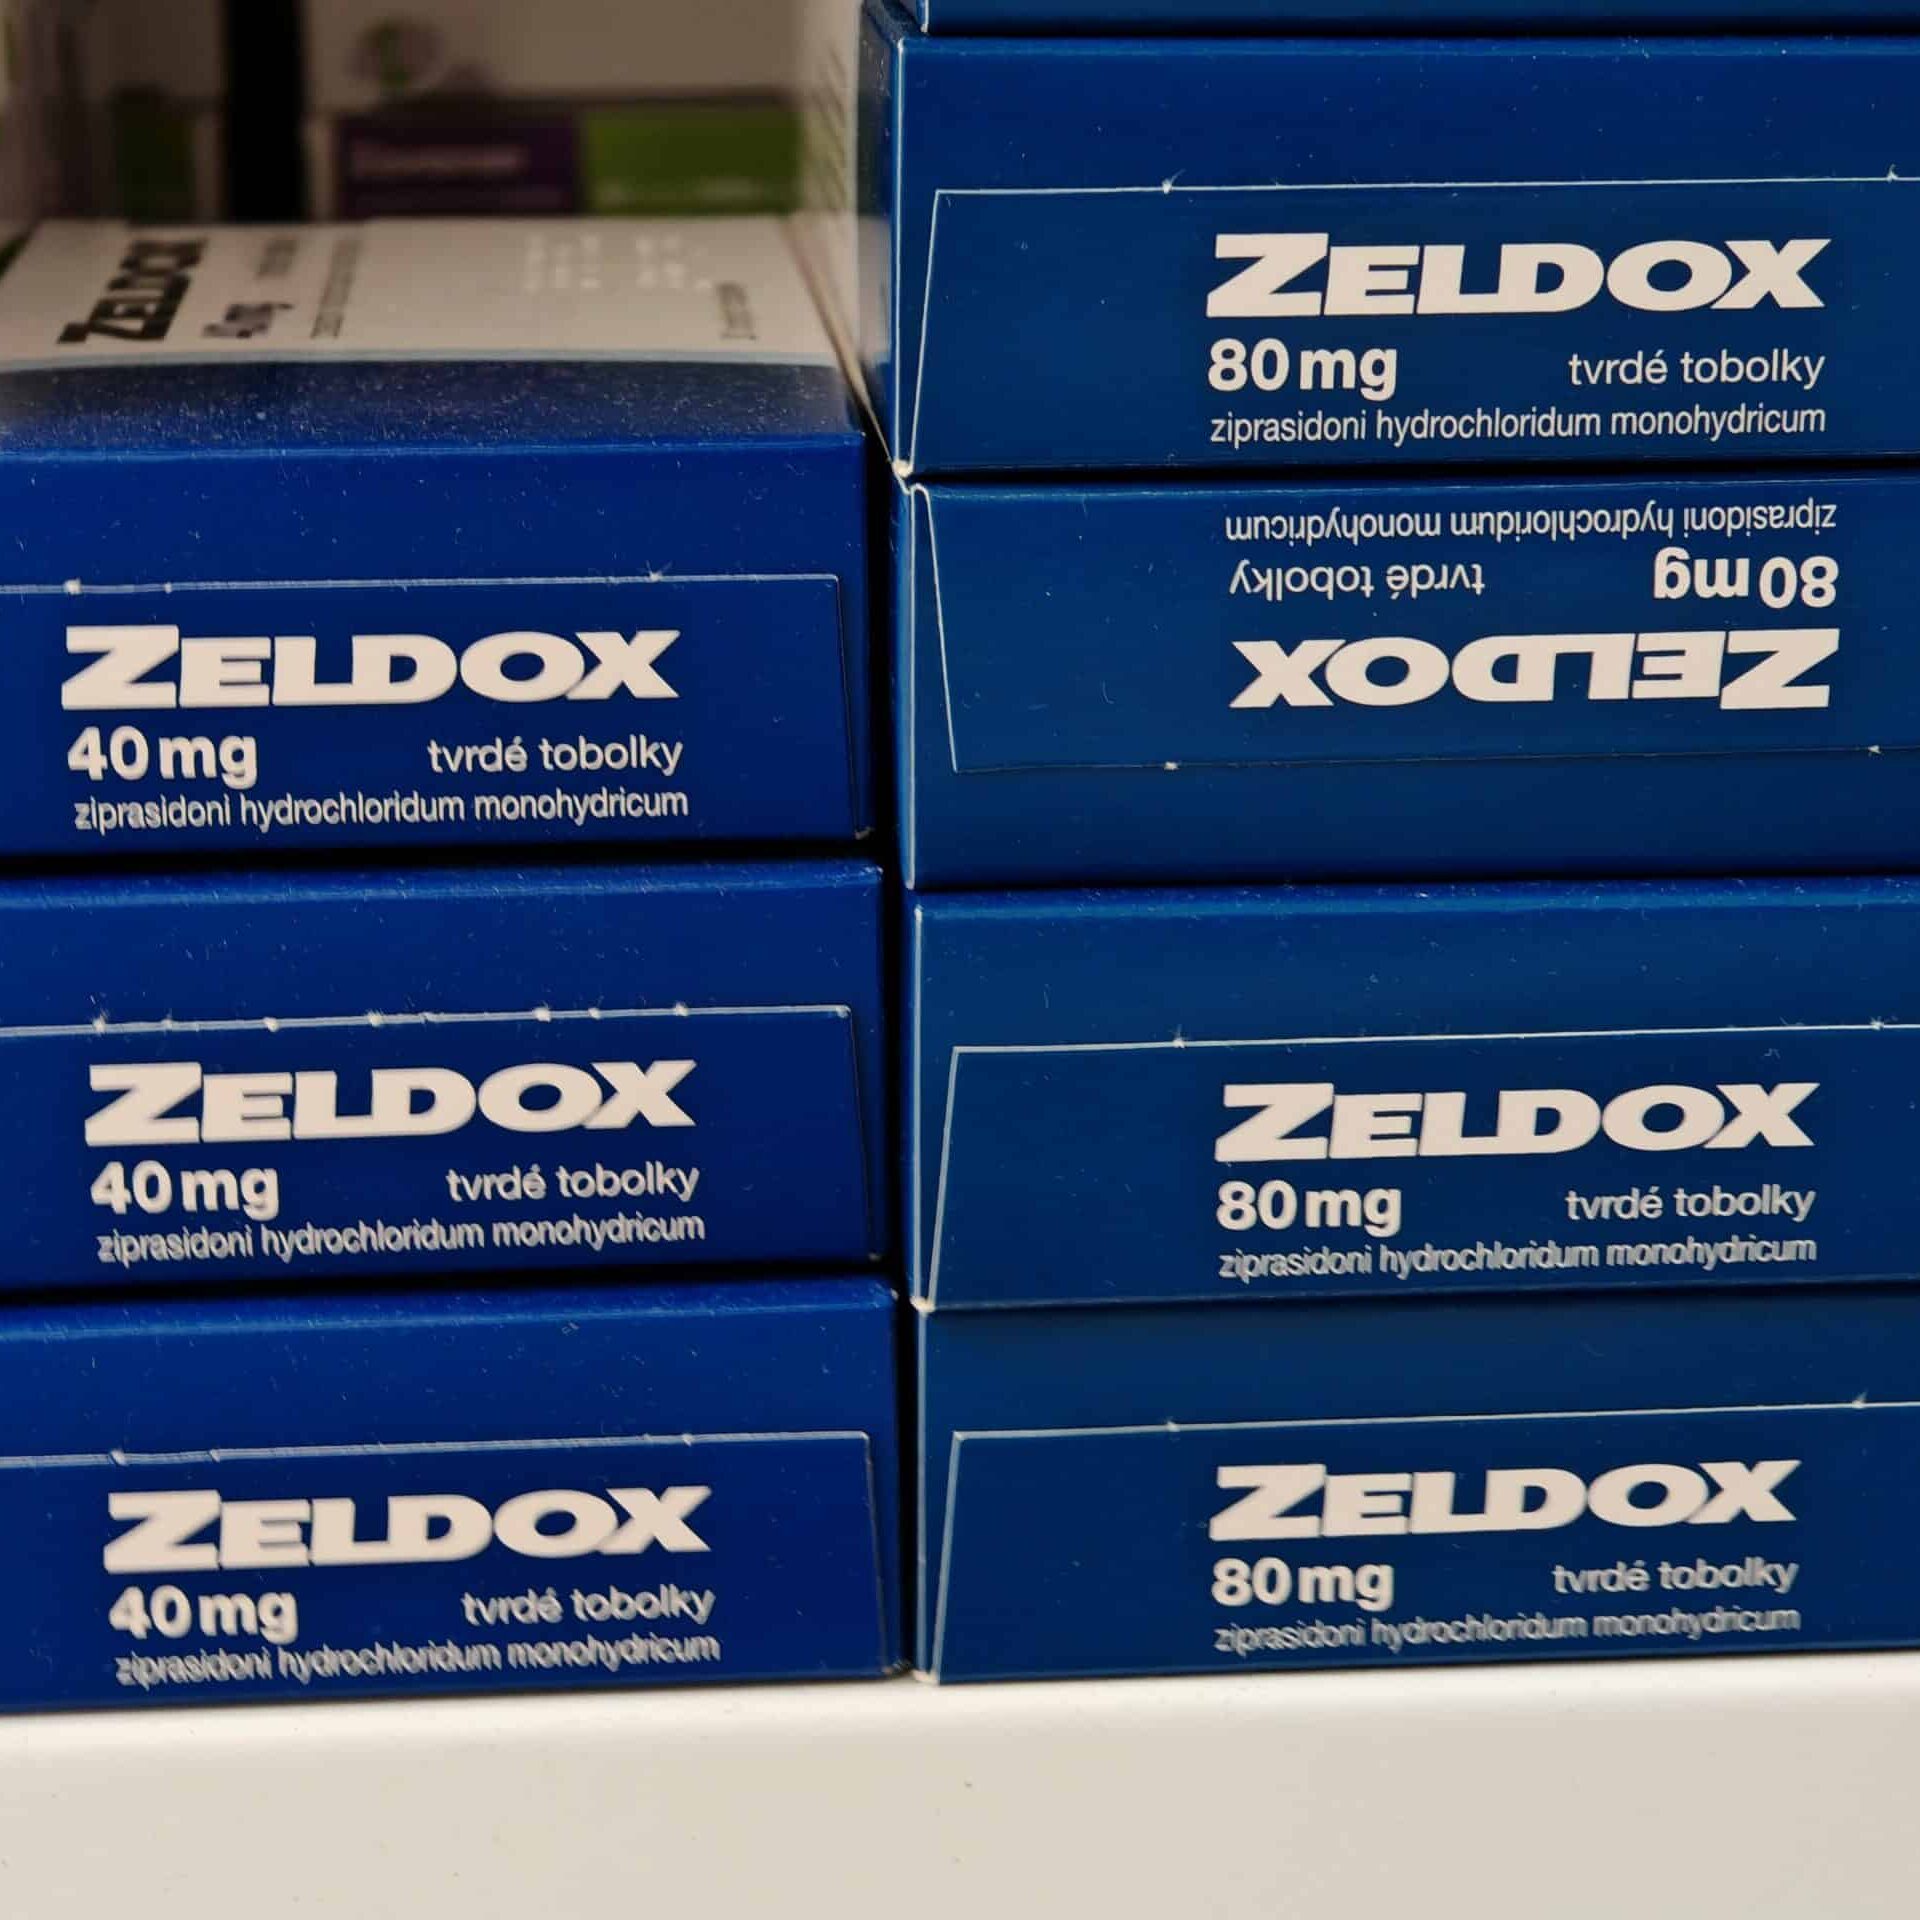 ZELDOX
ZELDOX
40 mg tvrdé tobolky
ziprasidoni hydrochloridum monohydricum
ZELDOX
40 mg tvrdé tobolky
ziprasidoni hydrochloridum monohydricum
ZELDOX
40 mg tvrdé tobolky
ziprasidoni hydrochloridum monohydricum
ZELDOX
80 mg tvrdé tobolky
ziprasidoni hydrochloridum monohydricum
ZELDOX
80 mg tvrdé tobolky
ziprasidoni hydrochloridum monohydricum
ZELDOX
80 mg tvrdé tobolky
ziprasidoni hydrochloridum monohydricum
ZELDOX
80 mg tvrdé tobolky
ziprasidoni hydrochloridum monohydricum